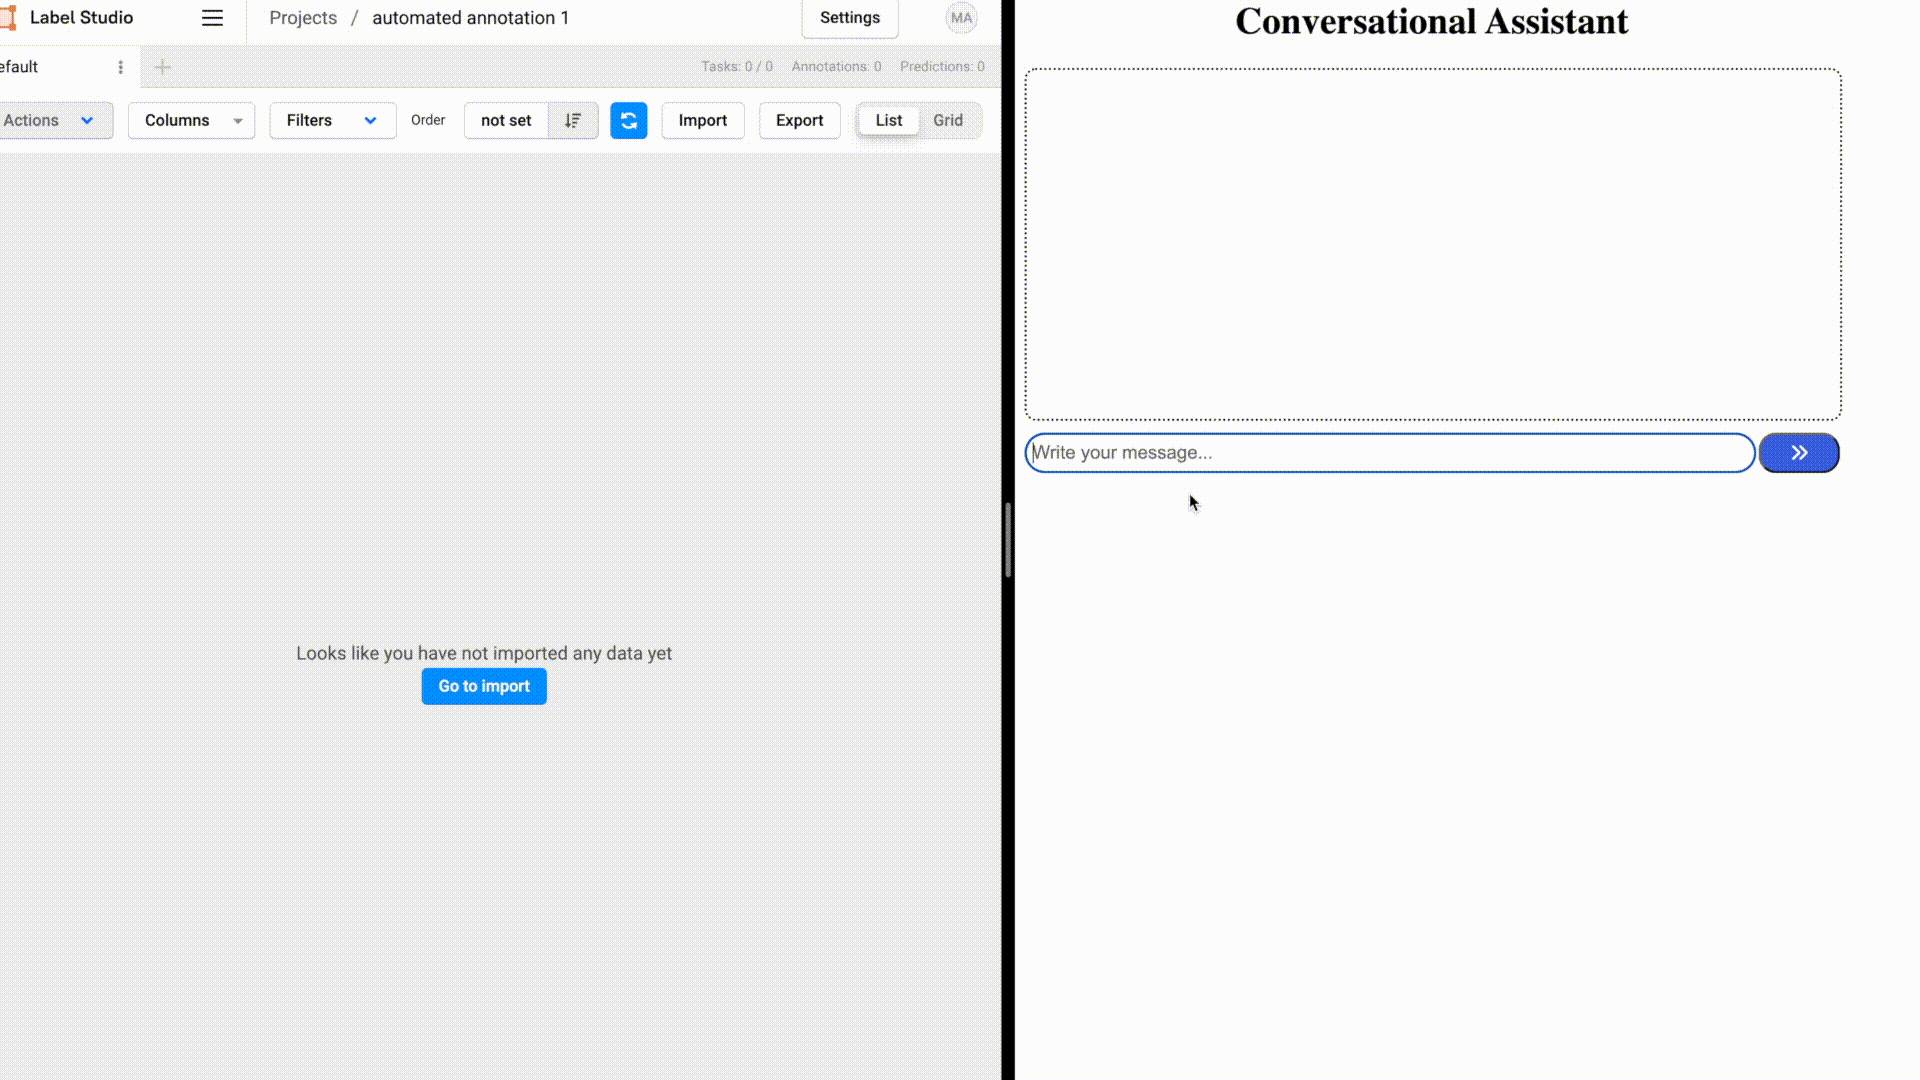 Label Studio
Projects / automated annotation 1
Settings
MA
efault
Tasks: 0 / 0 Annotations: 0 Predictions: 0
Actions
Columns
Filters
Order
not set
Import
Export
List
Grid
Looks like you have not imported any data yet
Go to import
Conversational Assistant
Write your message...